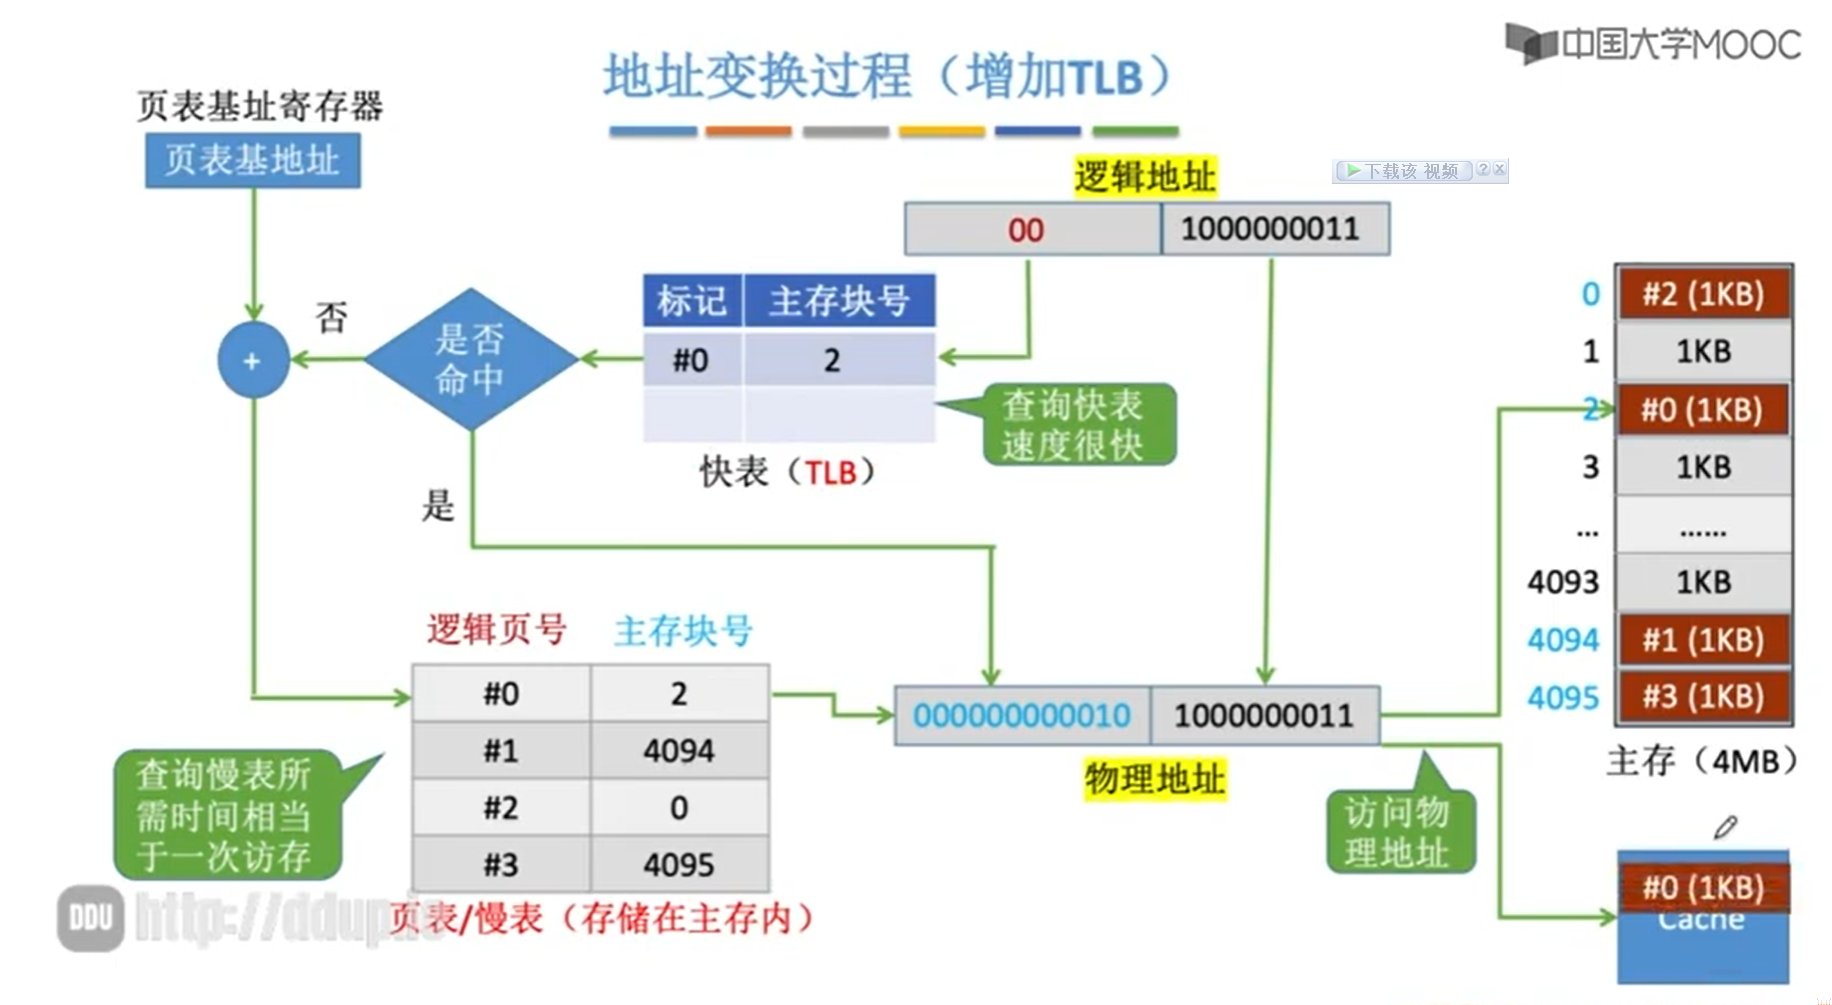 中国大学MOOC
地址变换过程（增加TLB）
页表基址寄存器
页表基地址
逻辑地址
下载该 视频
00 1000000011
标记 主存块号
#0 2
快表（TLB）
查询快表
速度很快
是否
命中
否
是
+
逻辑页号 主存块号
#0 2
#1 4094
#2 0
#3 4095
页表/慢表（存储在主存内）
查询慢表所
需时间相当
于一次访存
000000000010 1000000011
物理地址
访问物
理地址
0 #2 (1KB)
1 1KB
2 #0 (1KB)
3 1KB
... ......
4093 1KB
4094 #1 (1KB)
4095 #3 (1KB)
主存（4MB）
#0 (1KB)
Cache
DDU http://ddup.i